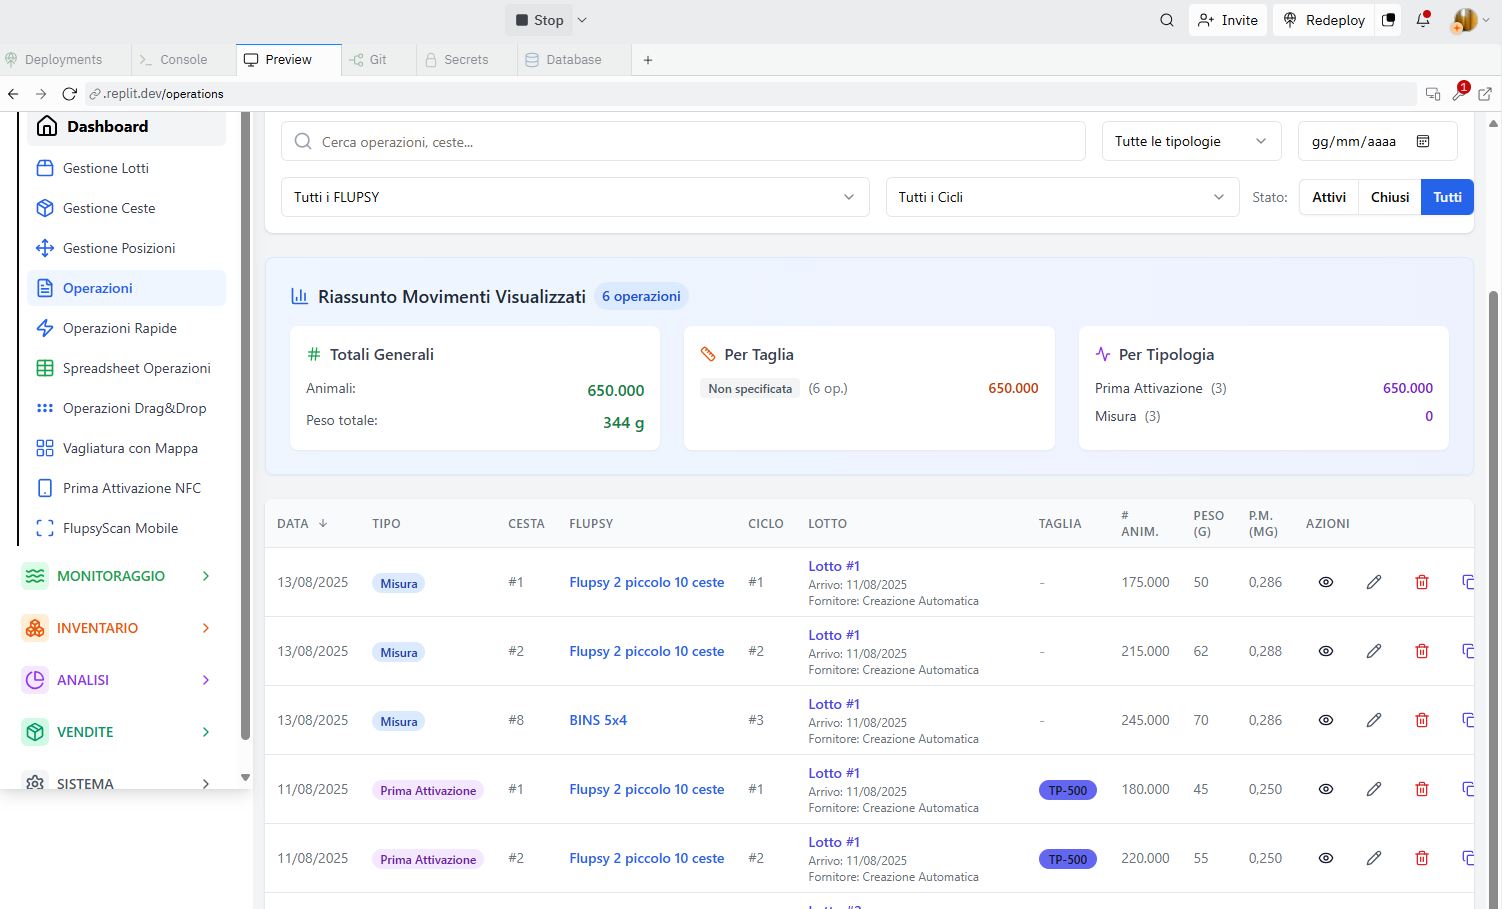 Stop
Invite
Redeploy
Deployments
Console
Preview
Git
Secrets
Database
.replit.dev/operations
1
Dashboard
Gestione Lotti
Gestione Ceste
Gestione Posizioni
Operazioni
Operazioni Rapide
Spreadsheet Operazioni
Operazioni Drag&Drop
Vagliatura con Mappa
Prima Attivazione NFC
FlupsyScan Mobile
MONITORAGGIO
INVENTARIO
ANALISI
VENDITE
SISTEMA
Cerca operazioni, ceste...
Tutte le tipologie
gg/mm/aaaa
Tutti i FLUPSY
Tutti i Cicli
Stato:
Attivi
Chiusi
Tutti
Riassunto Movimenti Visualizzati
6 operazioni
Totali Generali
Animali:
650.000
Peso totale:
344 g
Per Taglia
Non specificata
(6 op.)
650.000
Per Tipologia
Prima Attivazione (3)
650.000
Misura (3)
0
DATA
TIPO
CESTA
FLUPSY
CICLO
LOTTO
TAGLIA
# ANIM.
PESO (G)
P.M. (MG)
AZIONI
13/08/2025
Misura
#1
Flupsy 2 piccolo 10 ceste
#1
Lotto #1
Arrivo: 11/08/2025
Fornitore: Creazione Automatica
-
175.000
50
0,286
13/08/2025
Misura
#2
Flupsy 2 piccolo 10 ceste
#2
Lotto #1
Arrivo: 11/08/2025
Fornitore: Creazione Automatica
-
215.000
62
0,288
13/08/2025
Misura
#8
BINS 5x4
#3
Lotto #1
Arrivo: 11/08/2025
Fornitore: Creazione Automatica
-
245.000
70
0,286
11/08/2025
Prima Attivazione
#1
Flupsy 2 piccolo 10 ceste
#1
Lotto #1
Arrivo: 11/08/2025
Fornitore: Creazione Automatica
TP-500
180.000
45
0,250
11/08/2025
Prima Attivazione
#2
Flupsy 2 piccolo 10 ceste
#2
Lotto #1
Arrivo: 11/08/2025
Fornitore: Creazione Automatica
TP-500
220.000
55
0,250